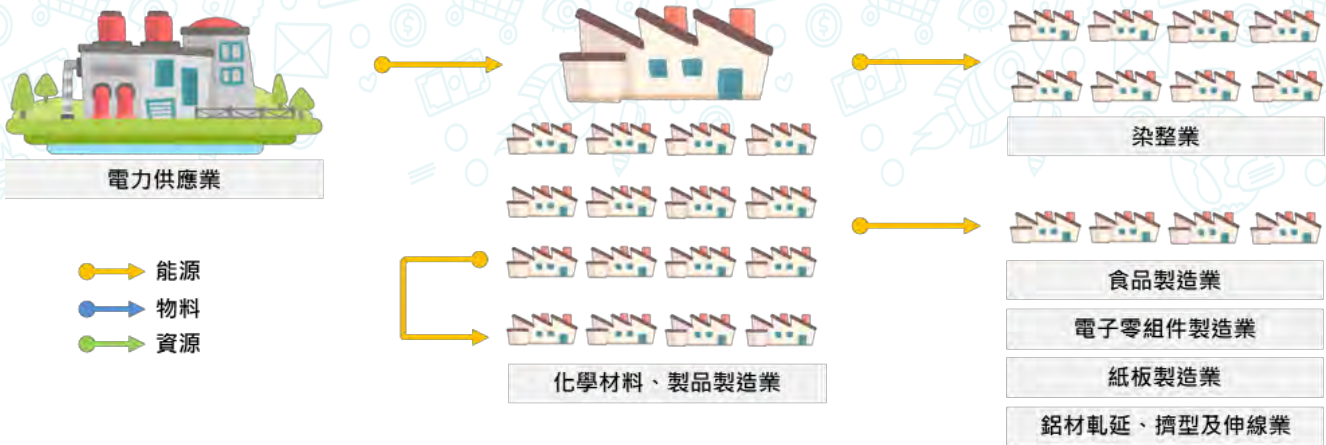 電力供應業
能源
物料
資源
化學材料、製品製造業
染整業
食品製造業
電子零組件製造業
紙板製造業
鋁材軋延、擠型及伸線業